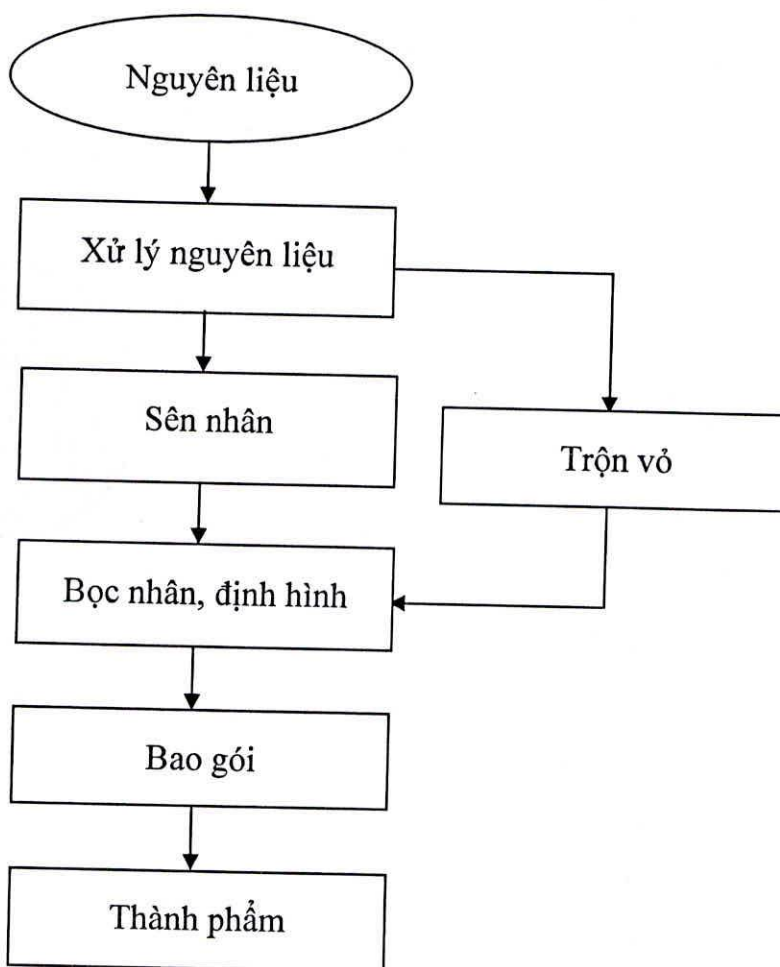 Nguyên liệu
Xử lý nguyên liệu
Sên nhân
Trộn vỏ
Bọc nhân, định hình
Bao gói
Thành phẩm